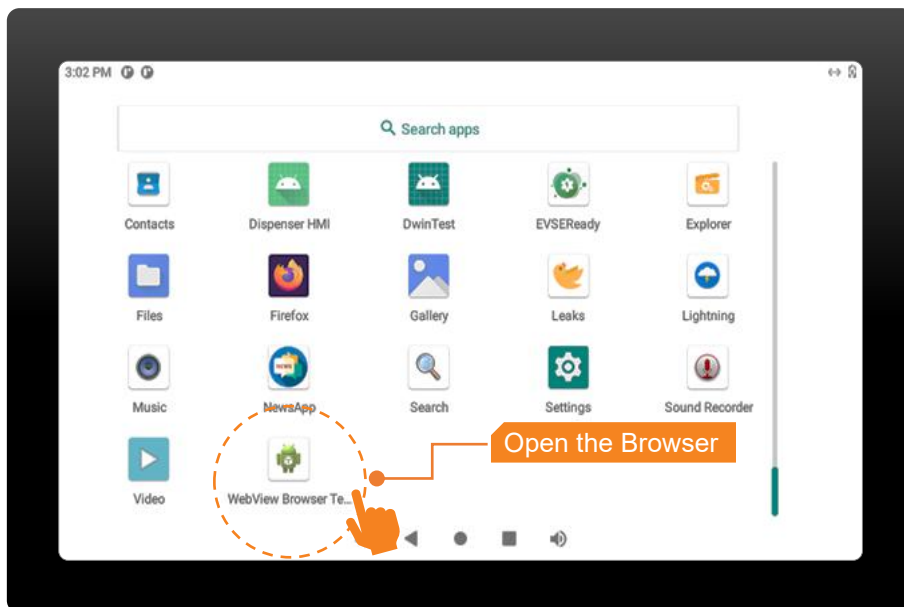 3:02 PM
Search apps
Contacts
Dispenser HMI
DwinTest
EVSEReady
Explorer
Files
Firefox
Gallery
Leaks
Lightning
Music
NewsApp
Search
Settings
Sound Recorder
Open the Browser
Video
WebView Browser Te...
NEWS